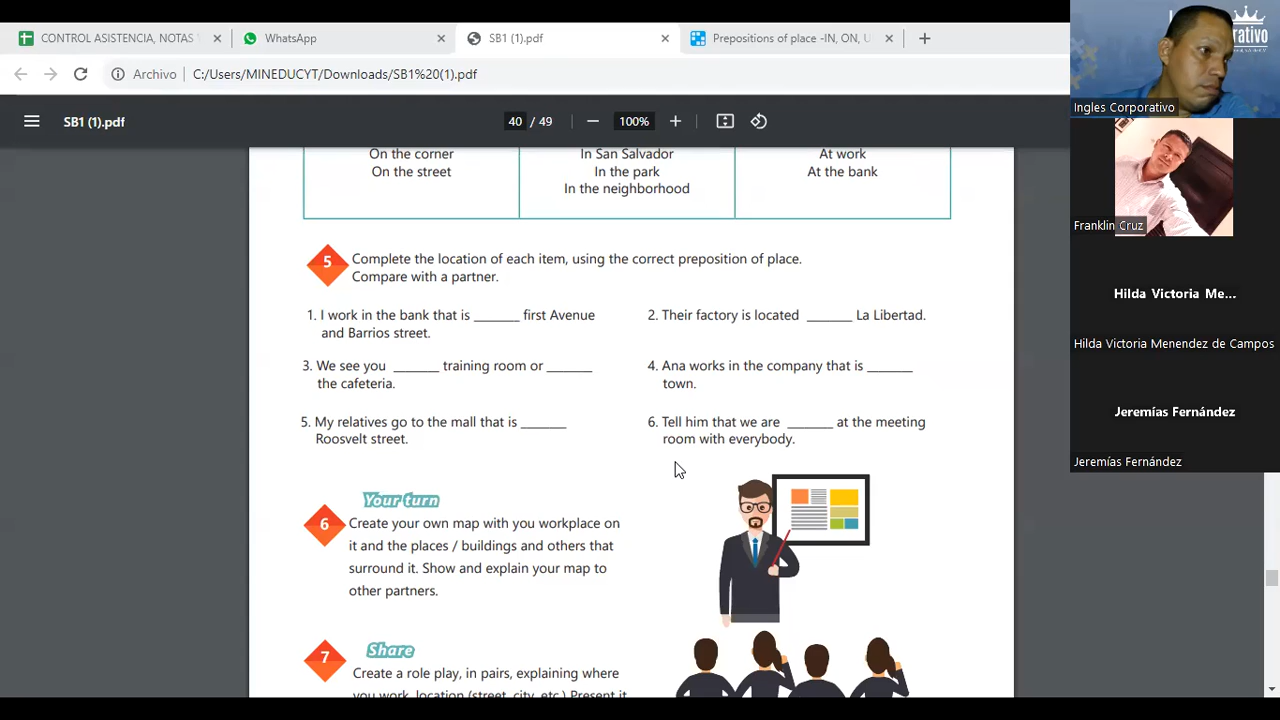 CONTROL ASISTENCIA, NOTAS
WhatsApp
SB1 (1).pdf
Prepositions of place -IN, ON, U
Archivo
C:/Users/MINEDUCYT/Downloads/SB1%20(1).pdf
SB1 (1).pdf
40 / 49
100%
On the corner
On the street
In San Salvador
In the park
In the neighborhood
At work
At the bank
5
Complete the location of each item, using the correct preposition of place.
Compare with a partner.
1. I work in the bank that is _______ first Avenue
and Barrios street.
2. Their factory is located _______ La Libertad.
3. We see you _______ training room or _______
the cafeteria.
4. Ana works in the company that is _______
town.
5. My relatives go to the mall that is _______
Roosvelt street.
6. Tell him that we are _______ at the meeting
room with everybody.
6
Your turn
Create your own map with you workplace on
it and the places / buildings and others that
surround it. Show and explain your map to
other partners.
7
Share
Create a role play, in pairs, explaining where
you work, location (street, city, etc.) Present it
Ingles Corporativo
Franklin Cruz
Hilda Victoria Me...
Hilda Victoria Menendez de Campos
Jeremías Fernández
Jeremías Fernández